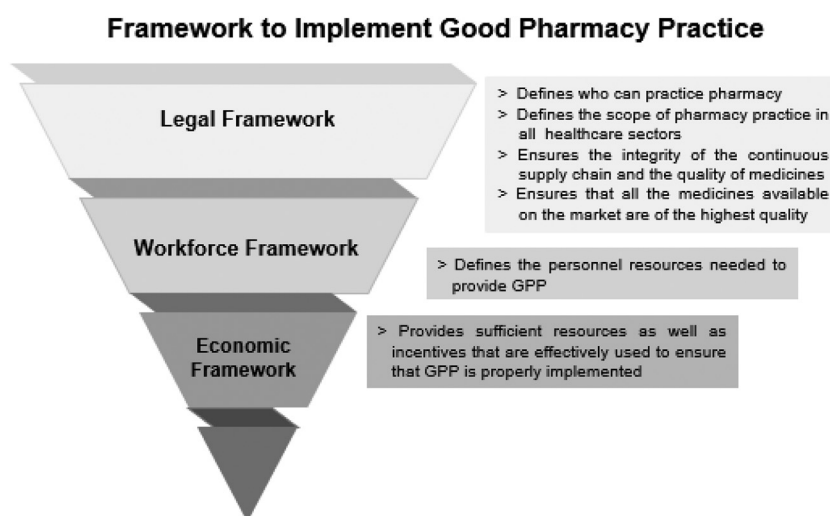 Framework to Implement Good Pharmacy Practice
Legal Framework
> Defines who can practice pharmacy
> Defines the scope of pharmacy practice in
all healthcare sectors
> Ensures the integrity of the continuous
supply chain and the quality of medicines
> Ensures that all the medicines available
on the market are of the highest quality
Workforce Framework
> Defines the personnel resources needed to
provide GPP
Economic
Framework
> Provides sufficient resources as well as
incentives that are effectively used to ensure
that GPP is properly implemented